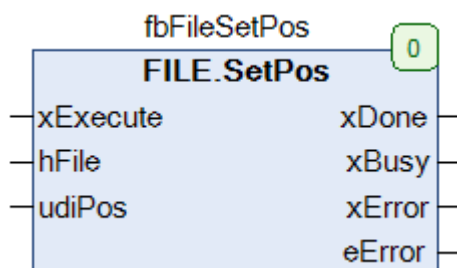 fbFileSetPos
0
FILE.SetPos
xExecute xDone
hFile xBusy
udiPos xError
eError